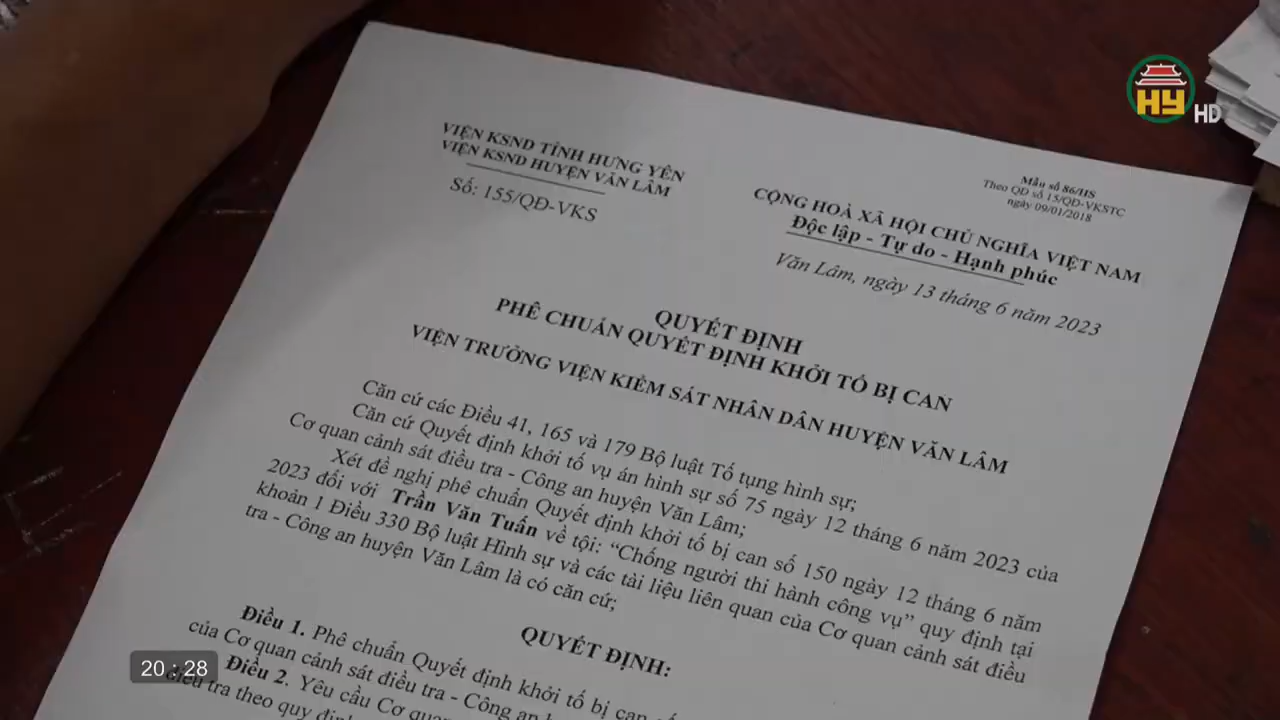 HY HD
VIỆN KSND TỈNH HƯNG YÊN
VIỆN KSND HUYỆN VĂN LÂM
Số: 155/QĐ-VKS
Mẫu số 86/HS
Theo QĐ số 15/QĐ-VKSTC
ngày 09/01/2018
CỘNG HOÀ XÃ HỘI CHỦ NGHĨA VIỆT NAM
Độc lập - Tự do - Hạnh phúc
Văn Lâm, ngày 13 tháng 6 năm 2023
QUYẾT ĐỊNH
PHÊ CHUẨN QUYẾT ĐỊNH KHỞI TỐ BỊ CAN
VIỆN TRƯỞNG VIỆN KIỂM SÁT NHÂN DÂN HUYỆN VĂN LÂM
Căn cứ các Điều 41, 165 và 179 Bộ luật Tố tụng hình sự;
Căn cứ Quyết định khởi tố vụ án hình sự số 75 ngày 12 tháng 6 năm 2023 của
Cơ quan cảnh sát điều tra - Công an huyện Văn Lâm;
Xét đề nghị phê chuẩn Quyết định khởi tố bị can số 150 ngày 12 tháng 6 năm
2023 đối với Trần Văn Tuấn về tội: “Chống người thi hành công vụ” quy định tại
khoản 1 Điều 330 Bộ luật Hình sự và các tài liệu liên quan của Cơ quan cảnh sát điều
tra - Công an huyện Văn Lâm là có căn cứ;
QUYẾT ĐỊNH:
Điều 1. Phê chuẩn Quyết định khởi tố bị can số
của Cơ quan cảnh sát điều tra - Công an
Điều 2. Yêu cầu Cơ quan
điều tra theo quy định
20 : 28